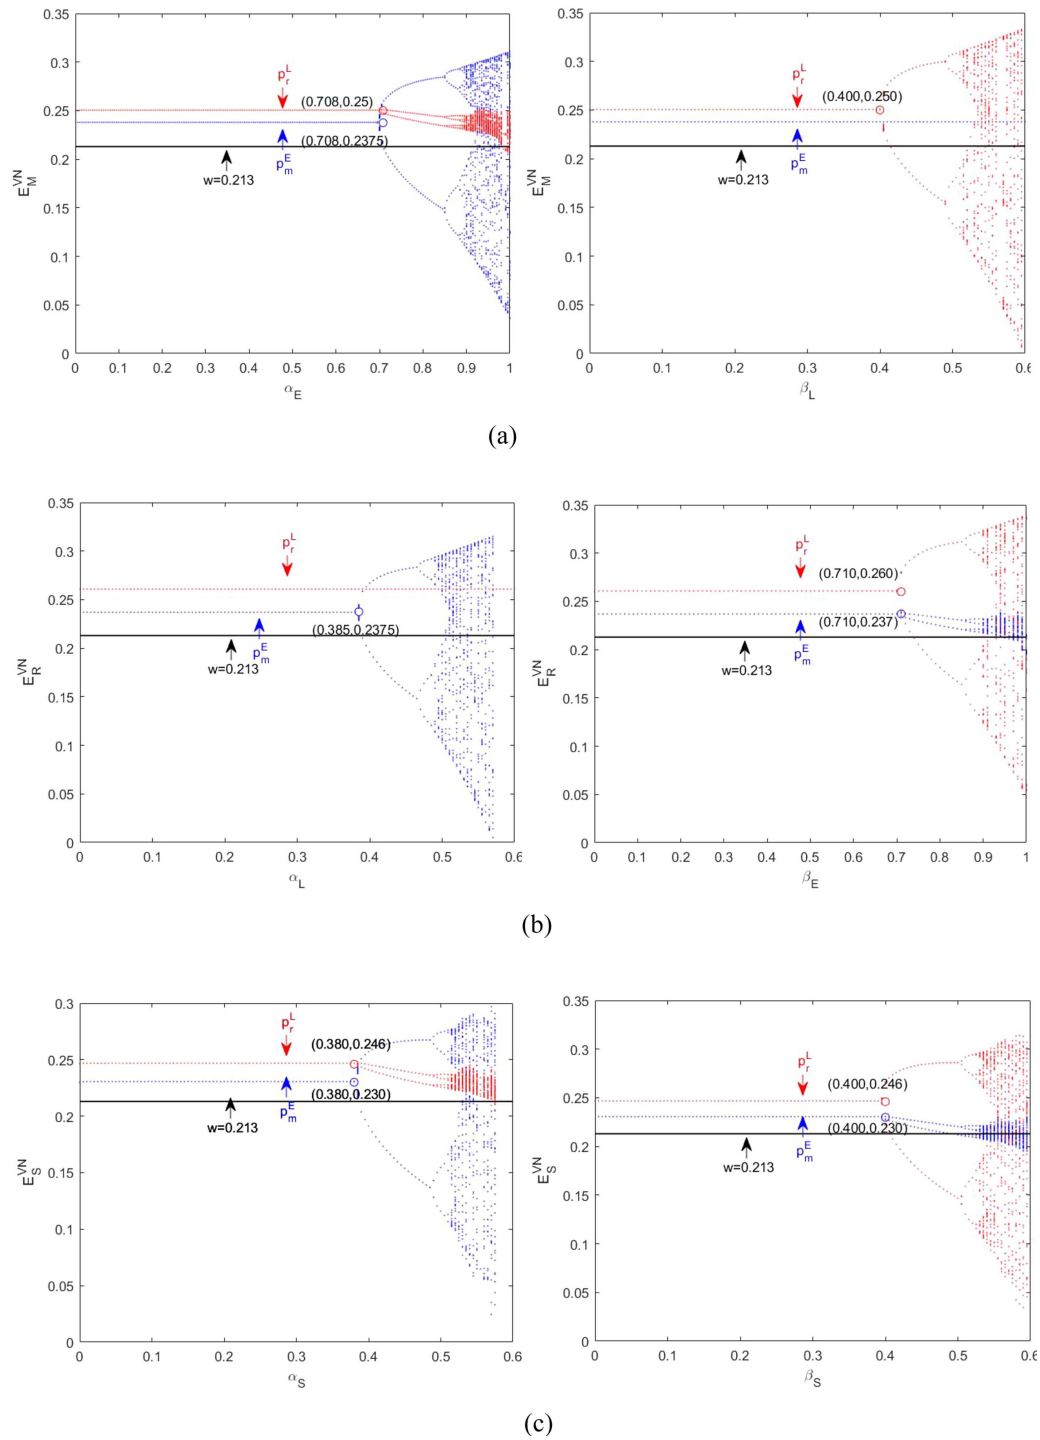 0.35
0.3
0.25
0.2
0.15
0.1
0.05
0
E_M^VN
p_r^L
(0.708,0.25)
(0.708,0.2375)
w=0.213
p_m^E
0 0.1 0.2 0.3 0.4 0.5 0.6 0.7 0.8 0.9 1
α_E
0.35
0.3
0.25
0.2
0.15
0.1
0.05
0
E_M^VN
p_r^L
(0.400,0.250)
w=0.213
p_m^E
0 0.1 0.2 0.3 0.4 0.5 0.6
β_L
(a)
0.35
0.3
0.25
0.2
0.15
0.1
0.05
0
E_R^VN
p_r^L
(0.385,0.2375)
w=0.213
p_m^E
0 0.1 0.2 0.3 0.4 0.5 0.6
α_L
0.35
0.3
0.25
0.2
0.15
0.1
0.05
0
E_R^VN
p_r^L
(0.710,0.260)
(0.710,0.237)
w=0.213
p_m^E
0 0.1 0.2 0.3 0.4 0.5 0.6 0.7 0.8 0.9 1
β_E
(b)
0.3
0.25
0.2
0.15
0.1
0.05
0
E_S^VN
p_r^L
(0.380,0.246)
(0.380,0.230)
p_m^E
w=0.213
0 0.1 0.2 0.3 0.4 0.5 0.6
α_S
0.35
0.3
0.25
0.2
0.15
0.1
0.05
0
E_S^VN
p_r^L
(0.400,0.246)
(0.400,0.230)
p_m^E
w=0.213
0 0.1 0.2 0.3 0.4 0.5 0.6
β_S
(c)